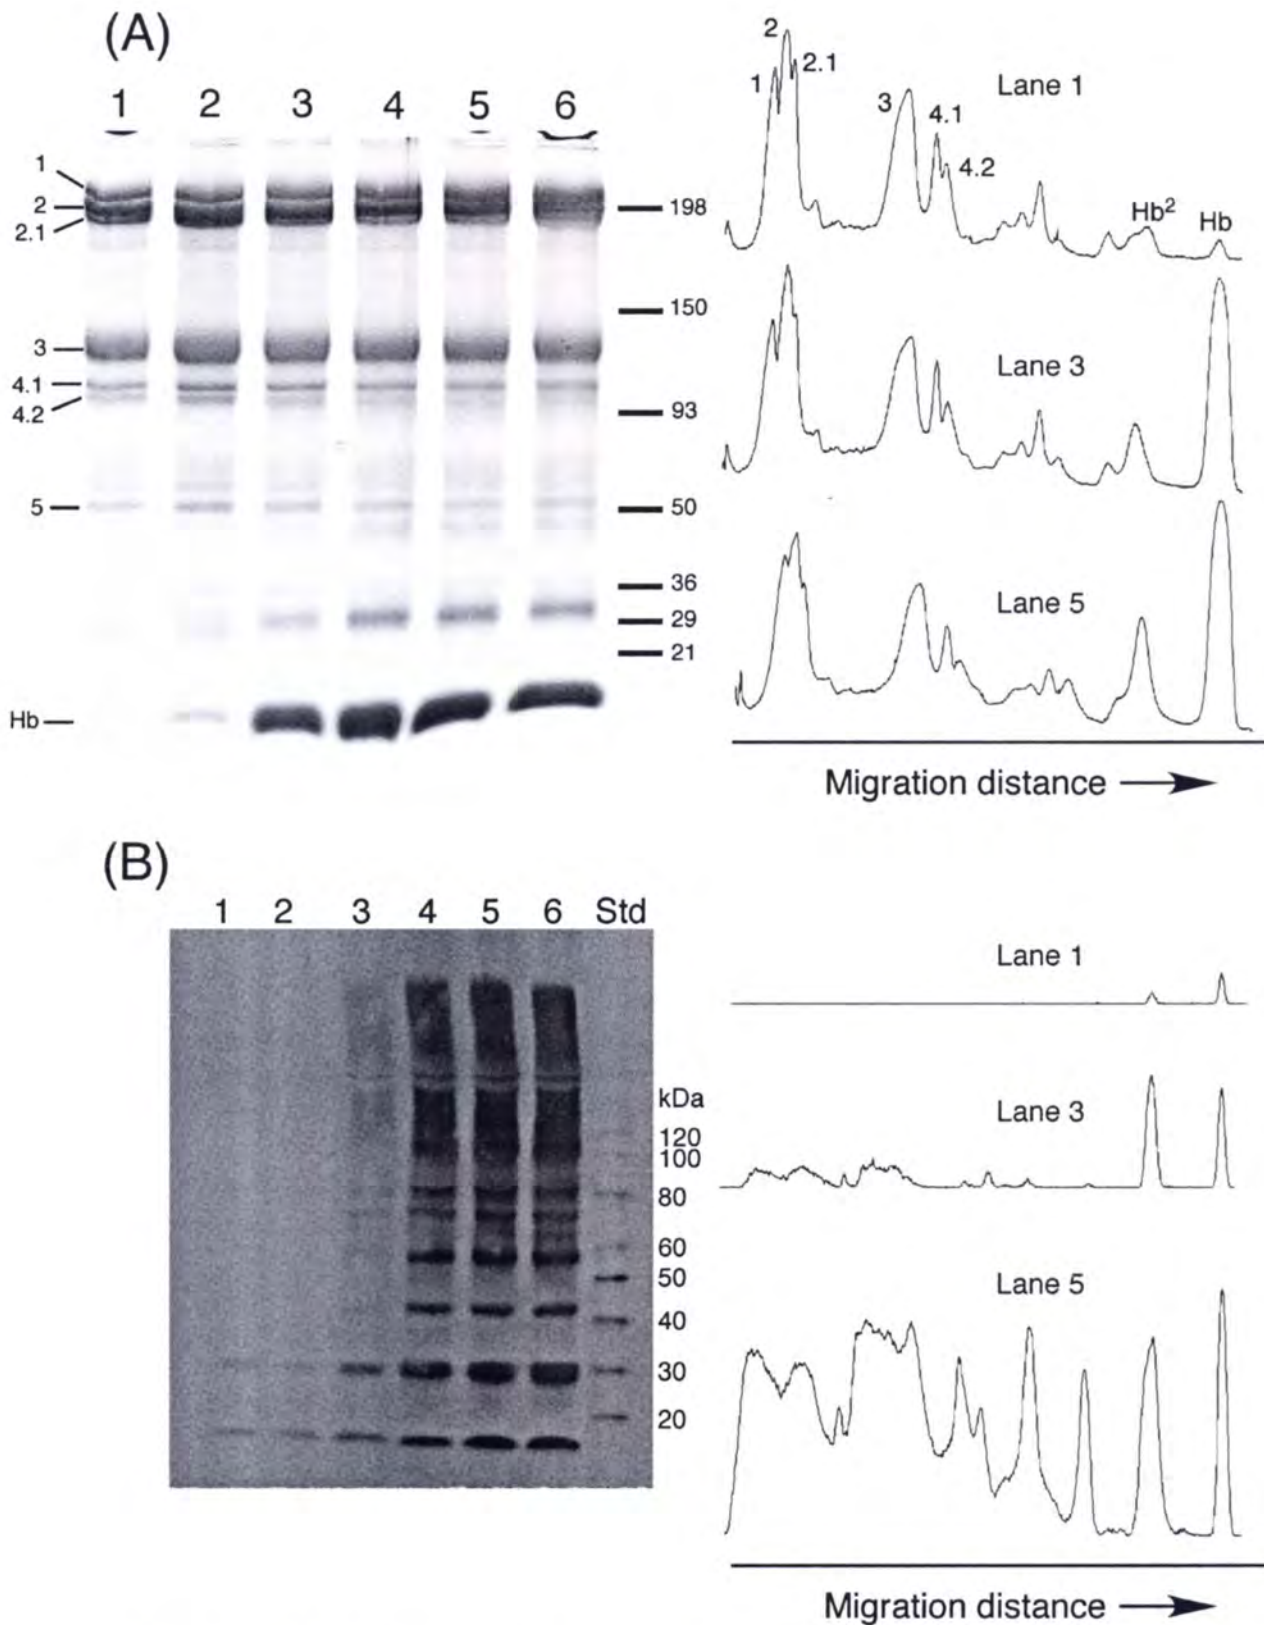 (A)
1 2 3 4 5 6
1
2
2.1
3
4.1
4.2
5
Hb
198
150
93
50
36
29
21
1
2
2.1
3
4.1
4.2
Lane 1
Hb²
Hb
Lane 3
Lane 5
Migration distance
(B)
1 2 3 4 5 6 Std
kDa
120
100
80
60
50
40
30
20
Lane 1
Lane 3
Lane 5
Migration distance